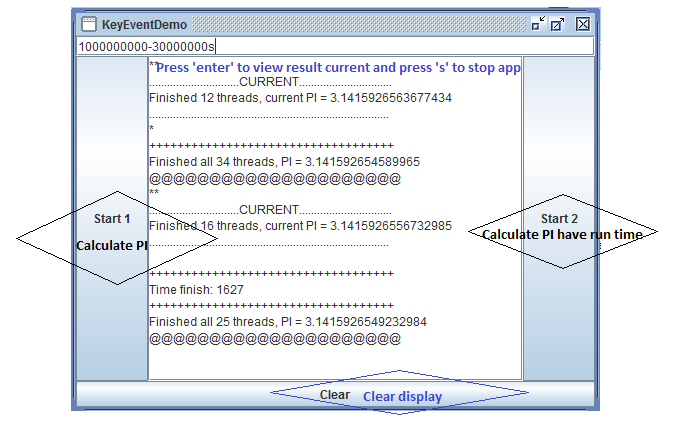 KeyEventDemo
1000000000-30000000s
** Press 'enter' to view result current and press 's' to stop app
...............................CURRENT................................
Finished 12 threads, current PI = 3.1415926563677434
....................................................................................
*
++++++++++++++++++++++++++++++++++
Finished all 34 threads, PI = 3.141592654589965
@@@@@@@@@@@@@@@@@@@@@
**
...............................CURRENT................................
Start 1
Finished 16 threads, current PI = 3.1415926556732985
Start 2
Calculate PI
....................................................................................
Calculate PI have run time
++++++++++++++++++++++++++++++++++
Time finish: 1627
++++++++++++++++++++++++++++++++++
Finished all 25 threads, PI = 3.1415926549232984
@@@@@@@@@@@@@@@@@@@@@
Clear Clear display